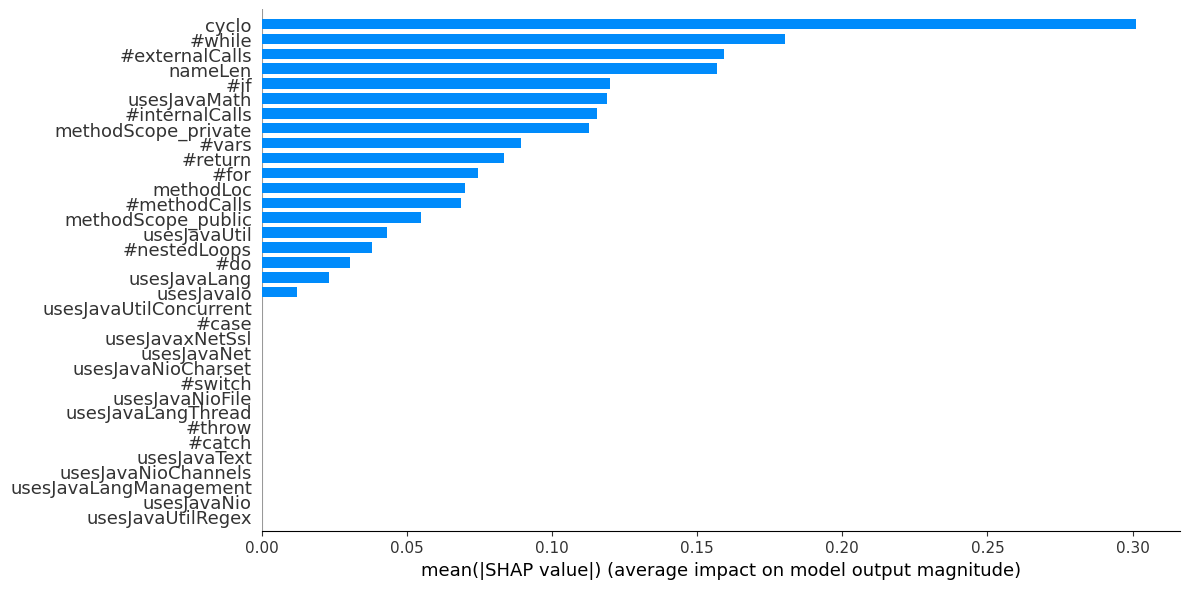 cyclo
#while
#externalCalls
nameLen
#if
usesJavaMath
#internalCalls
methodScope_private
#vars
#return
#for
methodLoc
#methodCalls
methodScope_public
usesJavaUtil
#nestedLoops
#do
usesJavaLang
usesJavaIo
usesJavaUtilConcurrent
#case
usesJavaxNetSsl
usesJavaNet
usesJavaNioCharset
#switch
usesJavaNioFile
usesJavaLangThread
#throw
#catch
usesJavaText
usesJavaNioChannels
usesJavaLangManagement
usesJavaNio
usesJavaUtilRegex
0.00 0.05 0.10 0.15 0.20 0.25 0.30
mean(|SHAP value|) (average impact on model output magnitude)